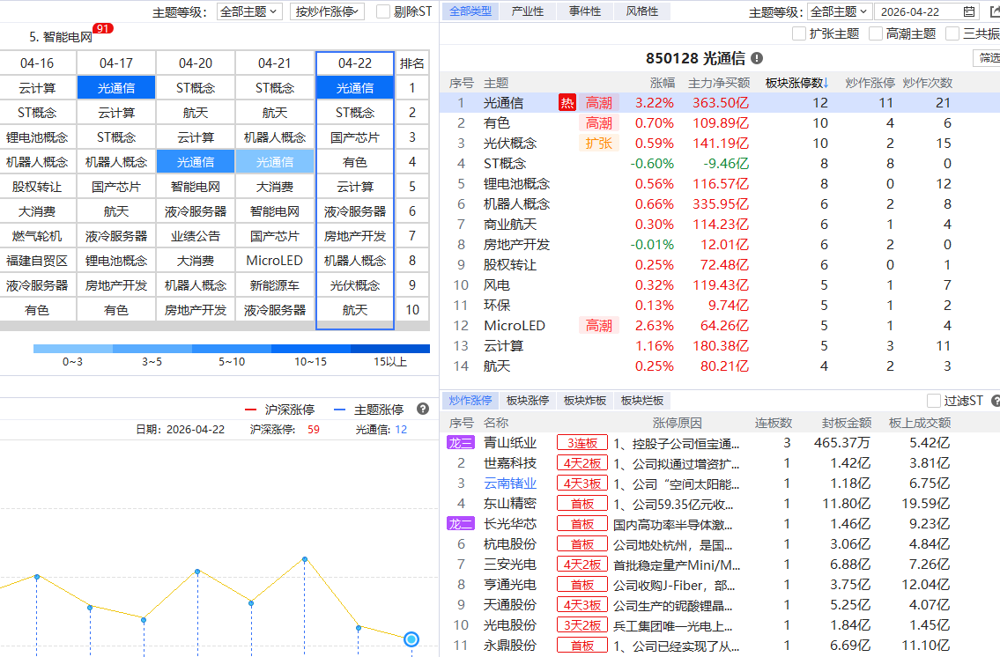 主题等级： 全部主题 按炒作涨停 剔除ST
5. 智能电网 91
04-16 04-17 04-20 04-21 04-22 排名
云计算 光通信 ST概念 ST概念 光通信 1
ST概念 云计算 航天 航天 ST概念 2
锂电池概念 ST概念 云计算 机器人概念 国产芯片 3
机器人概念 机器人概念 光通信 光通信 有色 4
股权转让 国产芯片 智能电网 大消费 云计算 5
大消费 航天 液冷服务器 智能电网 液冷服务器 6
燃气轮机 液冷服务器 业绩公告 国产芯片 房地产开发 7
福建自贸区 锂电池概念 大消费 MicroLED 机器人概念 8
液冷服务器 房地产开发 机器人概念 新能源车 光伏概念 9
有色 有色 房地产开发 液冷服务器 航天 10
0~3 3~5 5~10 10~15 15以上
沪深涨停 主题涨停 ?
日期: 2026-04-22 沪深涨停: 59 光通信: 12
全部类型 产业性 事件性 风格性 主题等级： 全部主题 2026-04-22
扩张主题 高潮主题 三共振
850128 光通信 筛选
序号 主题 涨幅 主力净买额 板块涨停数↓ 炒作涨停 炒作次数
1 光通信 热 高潮 3.22% 363.50亿 12 11 21
2 有色 高潮 0.70% 109.89亿 10 4 6
3 光伏概念 扩张 0.59% 141.19亿 10 2 15
4 ST概念 -0.60% -9.46亿 8 8 0
5 锂电池概念 0.56% 116.57亿 8 0 12
6 机器人概念 0.66% 335.95亿 6 2 8
7 商业航天 0.30% 114.23亿 6 1 4
8 房地产开发 -0.01% 12.01亿 6 2 0
9 股权转让 0.25% 72.48亿 6 0 1
10 风电 0.32% 119.43亿 5 1 7
11 环保 0.13% 9.74亿 5 1 2
12 MicroLED 高潮 2.63% 64.26亿 5 1 4
13 云计算 1.16% 180.38亿 5 3 11
14 航天 0.25% 80.21亿 4 2 3
炒作涨停 板块涨停 板块炸板 板块烂板 过滤ST ?
序号 名称 涨停原因 连板数 封板金额 板上成交额
龙三 青山纸业 3连板 1、控股子公司恒宝通... 3 465.37万 5.42亿
2 世嘉科技 4天2板 1、公司拟通过增资扩... 1 1.42亿 3.81亿
3 云南锗业 4天3板 1、公司“空间太阳能... 1 1.18亿 6.75亿
4 东山精密 首板 1、公司59.35亿元收... 1 11.80亿 19.59亿
龙二 长光华芯 首板 国内高功率半导体激... 1 1.46亿 9.23亿
6 杭电股份 首板 公司地处杭州，是国... 1 3.06亿 4.84亿
7 三安光电 4天2板 首批稳定量产Mini/M... 1 6.88亿 7.26亿
8 亨通光电 首板 公司收购J-Fiber，部... 1 3.75亿 12.04亿
9 天通股份 4天3板 公司生产的铌酸锂晶... 1 5.25亿 4.07亿
10 光电股份 3天2板 兵工集团唯一光电上... 1 1.84亿 1.45亿
11 永鼎股份 首板 1、公司已经实现了从... 1 6.69亿 11.10亿